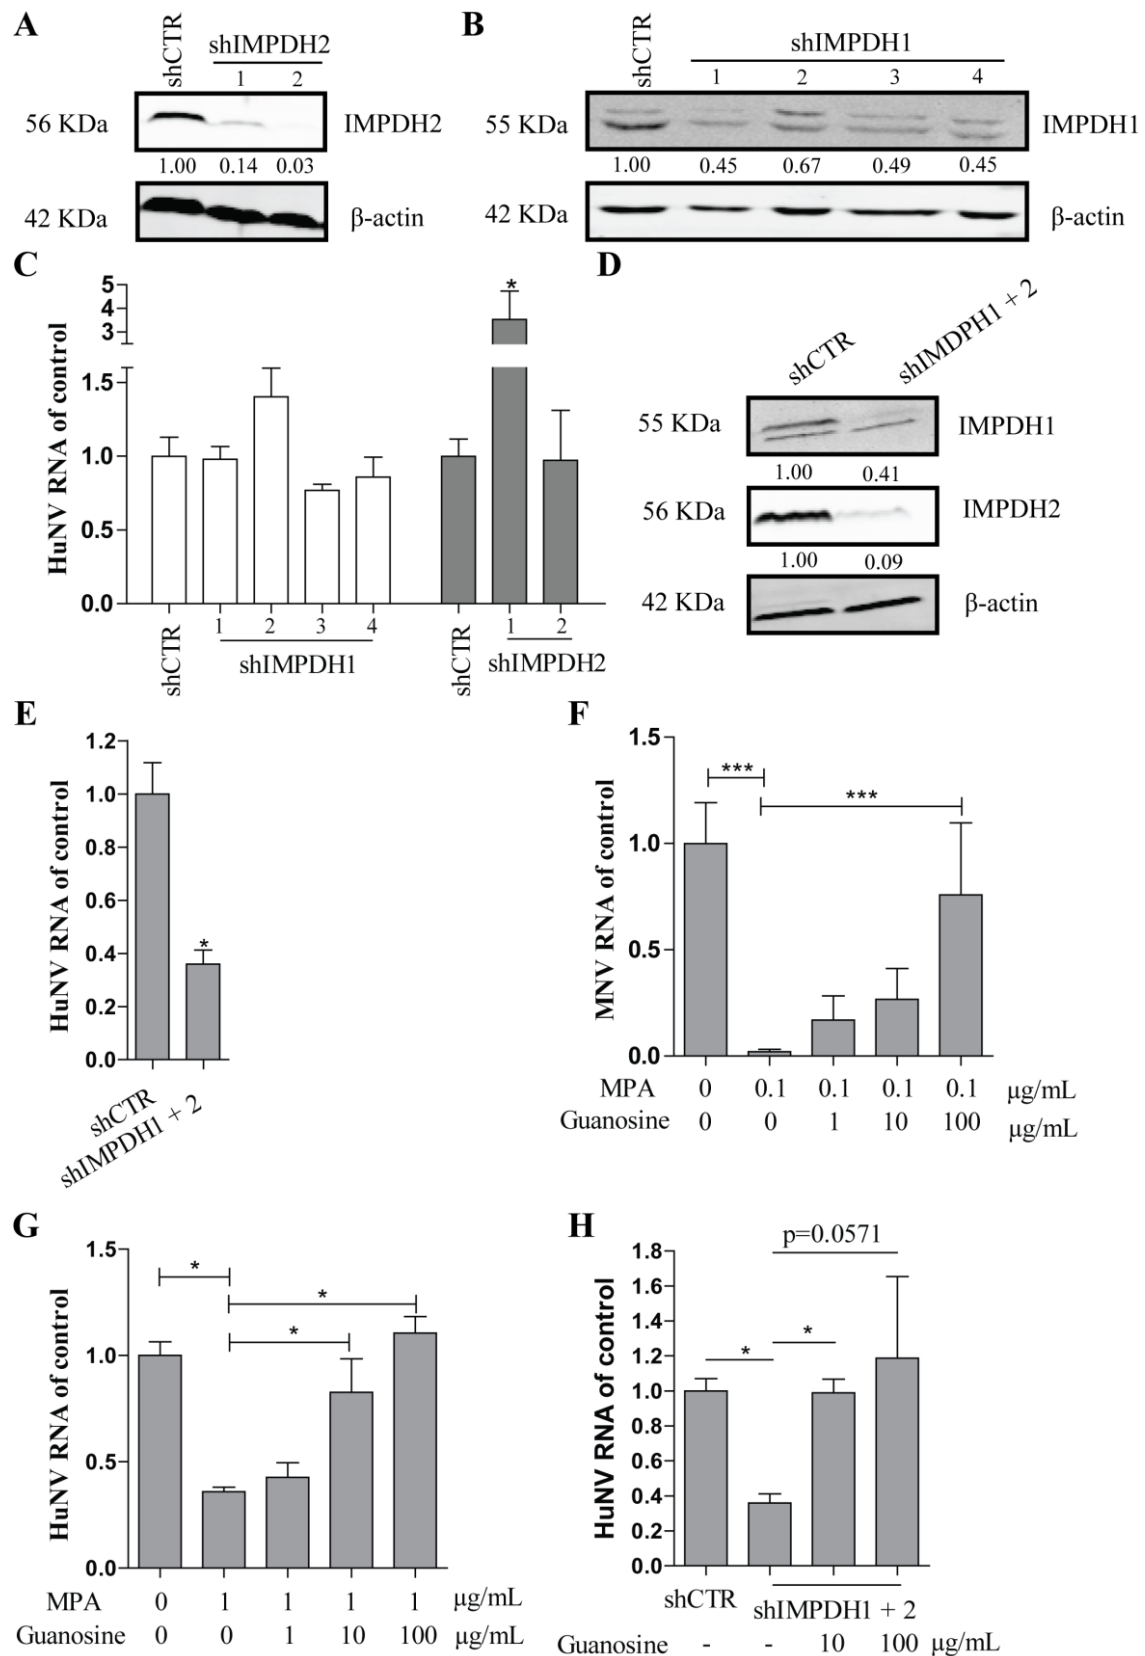 A
shCTR
shIMPDH2
1 2
56 KDa
IMPDH2
1.00 0.14 0.03
42 KDa
β-actin
B
shCTR
shIMPDH1
1 2 3 4
55 KDa
IMPDH1
1.00 0.45 0.67 0.49 0.45
42 KDa
β-actin
C
HuNV RNA of control
5
4
3
1.5
1.0
0.5
0.0
*
shCTR
1 2 3 4
shIMPDH1
shCTR
1 2
shIMPDH2
D
shCTR
shIMDPH1 + 2
55 KDa
IMPDH1
1.00 0.41
56 KDa
IMPDH2
1.00 0.09
42 KDa
β-actin
E
HuNV RNA of control
1.2
1.0
0.8
0.6
0.4
0.2
0.0
*
shCTR
shIMPDH1 + 2
F
MNV RNA of control
1.5
1.0
0.5
0.0
***
***
MPA 0 0.1 0.1 0.1 0.1 µg/mL
Guanosine 0 0 1 10 100 µg/mL
G
HuNV RNA of control
1.5
1.0
0.5
0.0
*
*
*
MPA 0 1 1 1 1 µg/mL
Guanosine 0 0 1 10 100 µg/mL
H
HuNV RNA of control
1.8
1.6
1.4
1.2
1.0
0.8
0.6
0.4
0.2
0.0
p=0.0571
*
*
shCTR
shIMPDH1 + 2
Guanosine - - 10 100 µg/mL